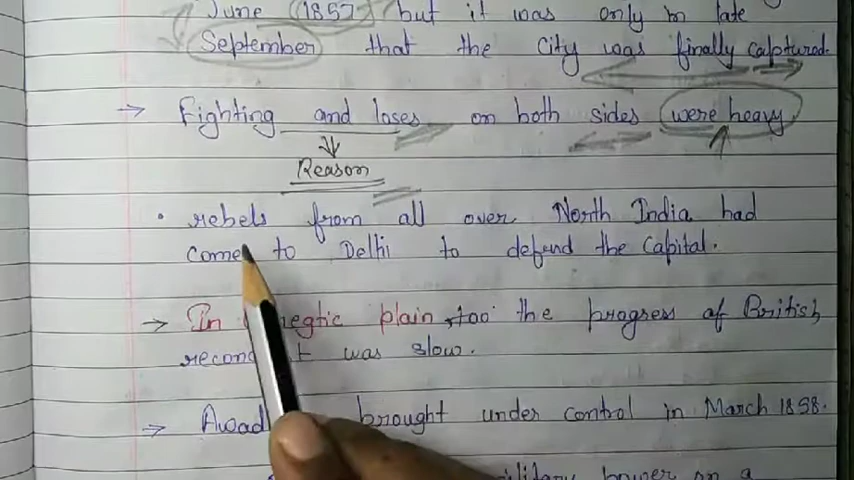 June (1857) but it was only in late
September that the City was finally captured.
→ Fighting and loses on both sides were heavy
Reason
• rebels from all over North India had
come to Delhi to defend the capital.
→ In plain too the progress of British
was slow.
→ Awad brought under control in March 1858.
on a